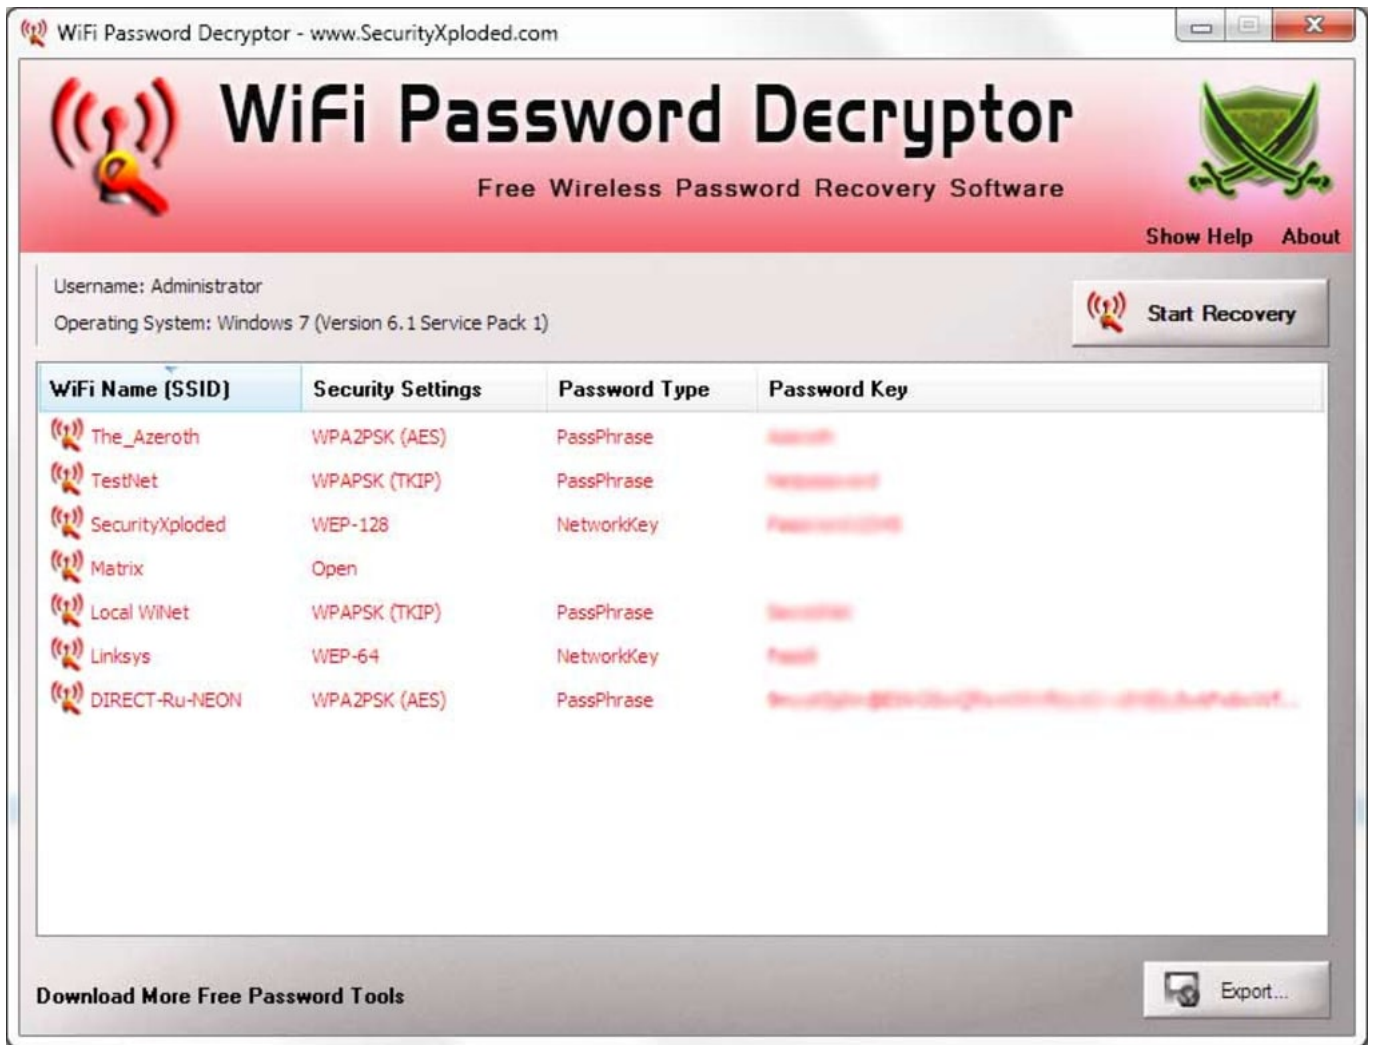 WiFi Password Decryptor - www.SecurityXploded.com
WiFi Password Decryptor
Free Wireless Password Recovery Software
Show Help About
Username: Administrator
Operating System: Windows 7 (Version 6.1 Service Pack 1)
Start Recovery
WiFi Name (SSID) Security Settings Password Type Password Key
The_Azeroth WPA2PSK (AES) PassPhrase
TestNet WPAPSK (TKIP) PassPhrase
SecurityXploded WEP-128 NetworkKey
Matrix Open
Local WiNet WPAPSK (TKIP) PassPhrase
Linksys WEP-64 NetworkKey
DIRECT-Ru-NEON WPA2PSK (AES) PassPhrase
Download More Free Password Tools
Export...